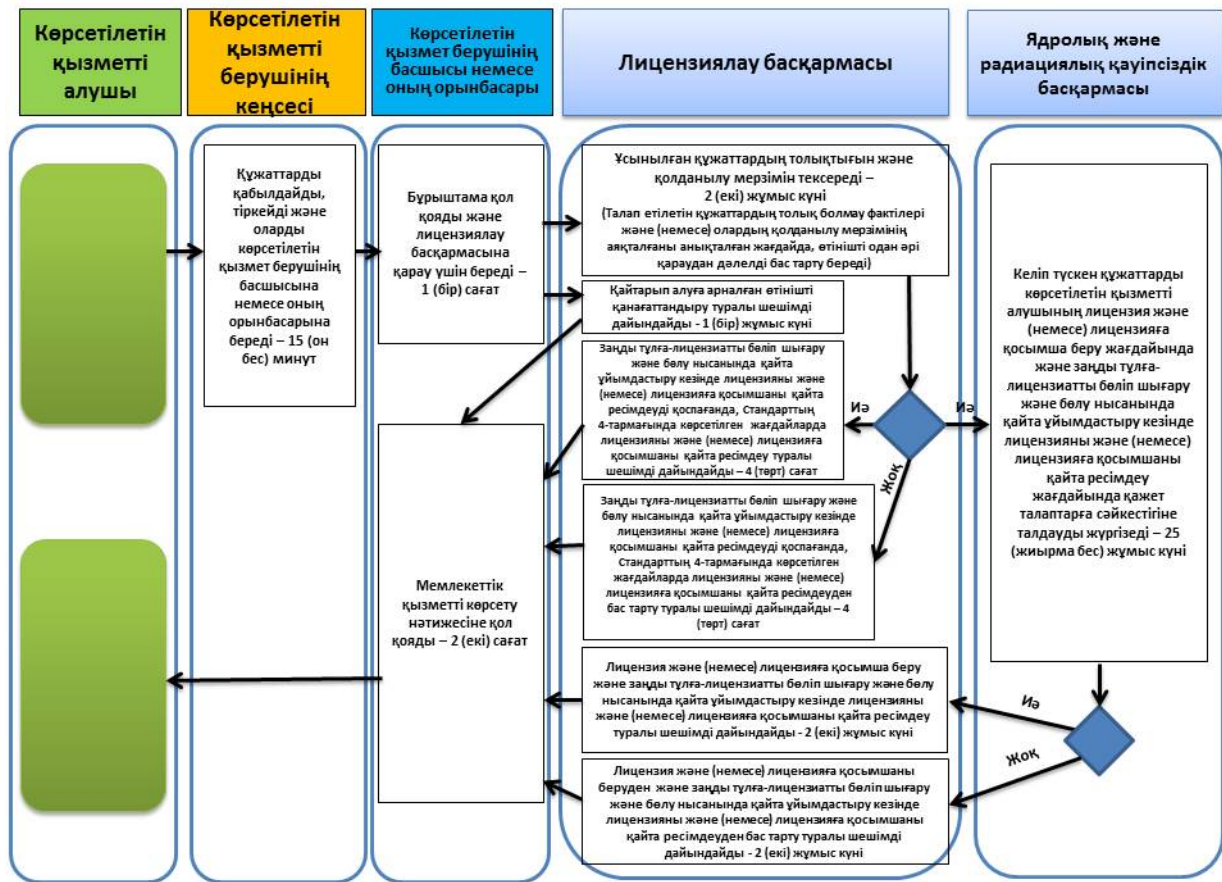 Көрсетілетін
қызметті
алушы
Көрсетілетін
қызметті
берушінің
кеңсесі
Көрсетілетін
қызмет берушінің
басшысы немесе
оның орынбасары
Лицензиялау басқармасы
Ядролық және
радиациялық қауіпсіздік
басқармасы
Құжаттарды
қабылдайды,
тіркейді және
оларды
көрсетілетін
қызмет берушінің
басшысына
немесе оның
орынбасарына
береді – 15 (он
бес) минут
Бұрыштама қол
қояды және
лицензиялау
басқармасына
қарау үшін береді –
1 (бір) сағат
Ұсынылған құжаттардың толықтығын және
қолданылу мерзімін тексереді –
2 (екі) жұмыс күні
(Талап етілетін құжаттардың толық болмау фактілері
және (немесе) олардың қолданылу мерзімінің
аяқталғаны анықталған жағдайда, өтінішті одан әрі
қараудан дәлелді бас тарту береді)
Қайтарып алуға арналған өтінішті
қанағаттандыру туралы шешімді
дайындайды - 1 (бір) жұмыс күні
Заңды тұлға-лицензиатты бөліп шығару
және бөлу нысанында қайта
ұйымдастыру кезінде лицензияны және
(немесе) лицензияға қосымшаны қайта
ресімдеуді қоспағанда, Стандарттың
4-тармағында көрсетілген жағдайларда
лицензияны және (немесе) лицензияға
қосымшаны қайта ресімдеу туралы
шешімді дайындайды – 4 (төрт) сағат
Иә
Иә
Жоқ
Заңды тұлға-лицензиатты бөліп шығару және
бөлу нысанында қайта ұйымдастыру кезінде
лицензияны және (немесе) лицензияға
қосымшаны қайта ресімдеуді қоспағанда,
Стандарттың 4-тармағында көрсетілген
жағдайларда лицензияны және (немесе)
лицензияға қосымшаны қайта ресімдеуден
бас тарту туралы шешімді дайындайды – 4
(төрт) сағат
Келіп түскен құжаттарды
көрсетілетін қызметті
алушының лицензия және
(немесе) лицензияға
қосымша беру жағдайында
және заңды тұлға-
лицензиатты бөліп шығару
және бөлу нысанында
қайта ұйымдастыру кезінде
лицензияны және (немесе)
лицензияға қосымшаны
қайта ресімдеу
жағдайында қажет
талаптарға сәйкестігіне
талдауды жүргізеді – 25
(жиырма бес) жұмыс күні
Мемлекеттік
қызметті көрсету
нәтижесіне қол
қояды – 2 (екі) сағат
Лицензия және (немесе) лицензияға қосымша беру
және заңды тұлға-лицензиатты бөліп шығару және бөлу
нысанында қайта ұйымдастыру кезінде лицензияны
және (немесе) лицензияға қосымшаны қайта ресімдеу
туралы шешімді дайындайды - 2 (екі) жұмыс күні
Иә
Жоқ
Лицензия және (немесе) лицензияға қосымшаны
беруден және заңды тұлға-лицензиатты бөліп шығару
және бөлу нысанында қайта ұйымдастыру кезінде
лицензияны және (немесе) лицензияға қосымшаны
қайта ресімдеуден бас тарту туралы шешімді
дайындайды - 2 (екі) жұмыс күні